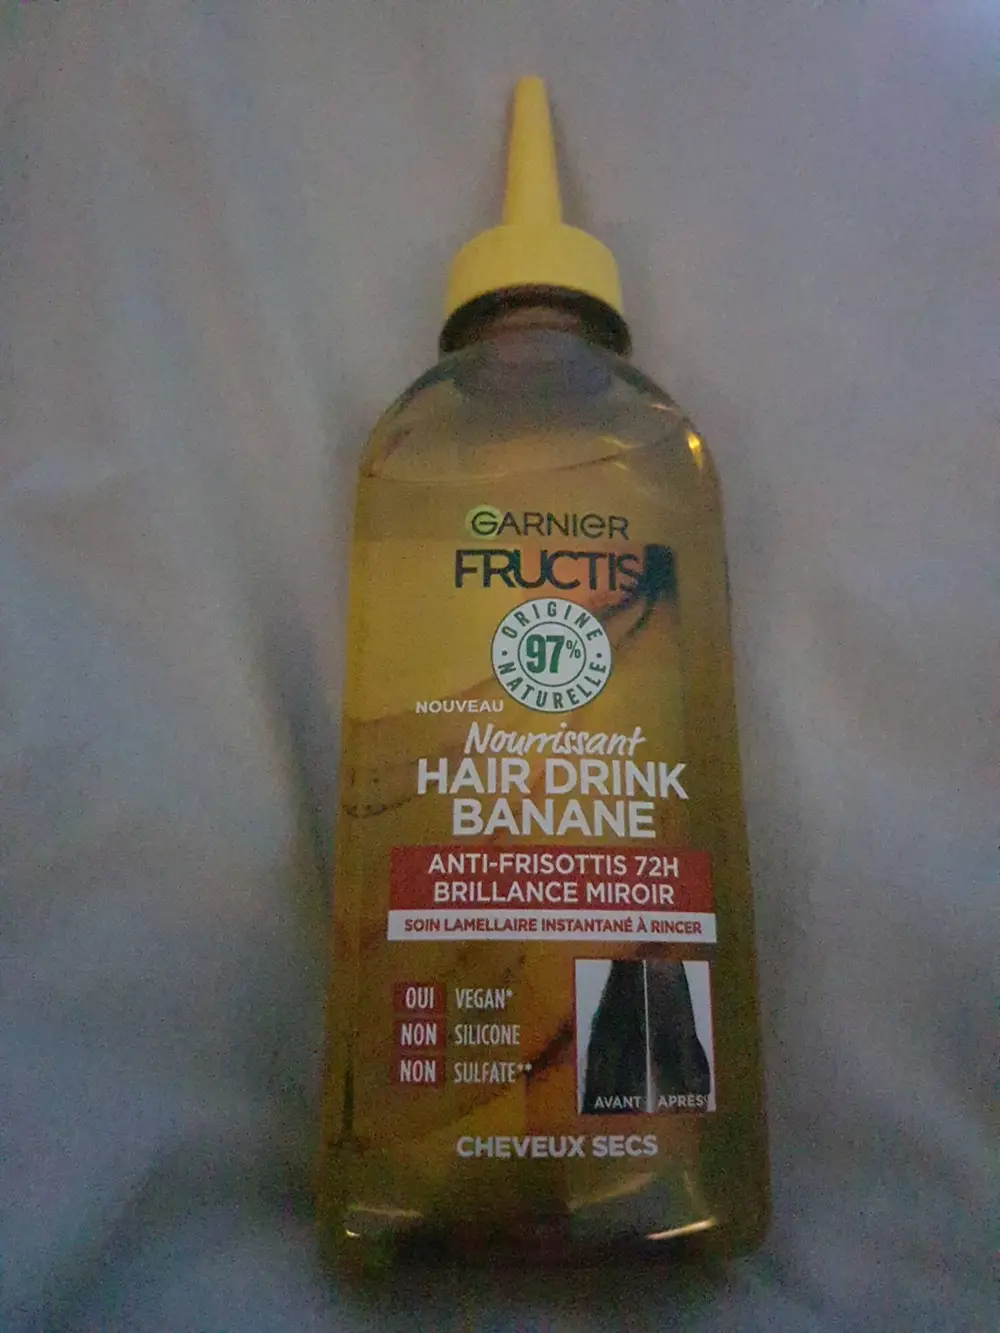 GARNIER
FRUCTIS
ORIGINE
97%
NATURELLE
NOUVEAU
Nourrissant
HAIR DRINK
BANANE
ANTI-FRISOTTIS 72H
BRILLANCE MIROIR
SOIN LAMELLAIRE INSTANTANÉ À RINCER
OUI VEGAN*
NON SILICONE
NON SULFATE**
AVANT APRÈS
CHEVEUX SECS